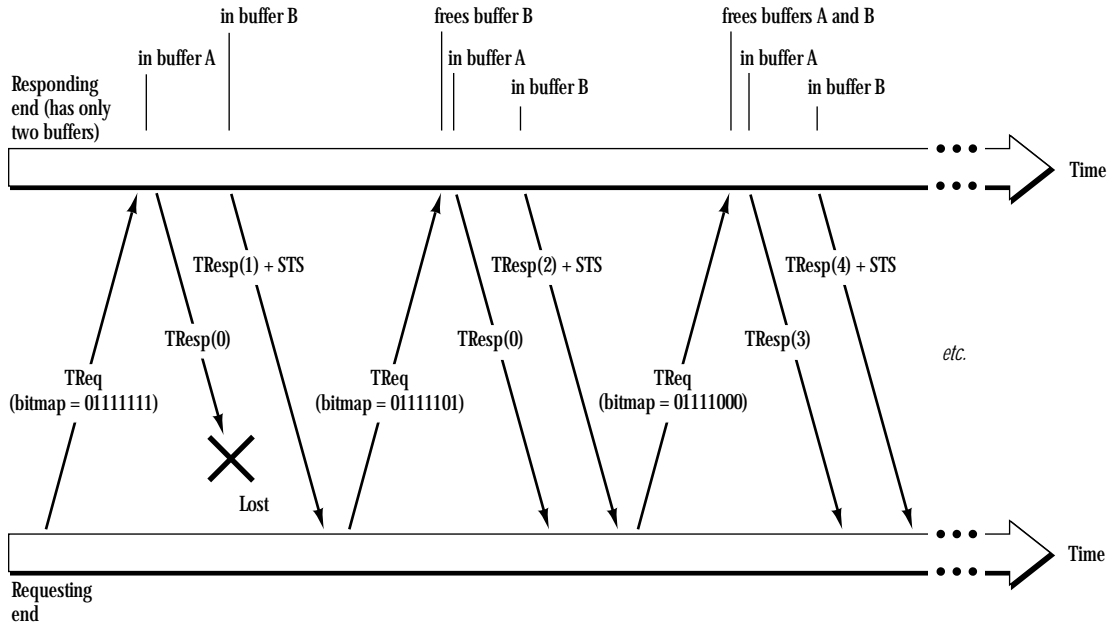 in buffer B
frees buffer B
frees buffers A and B
in buffer A
in buffer A
in buffer A
Responding
end (has only
two buffers)
in buffer B
in buffer B
Time
TResp(1) + STS
TResp(2) + STS
TResp(4) + STS
TResp(0)
TResp(0)
TResp(3)
etc.
TReq
(bitmap = 01111111)
TReq
(bitmap = 01111101)
TReq
(bitmap = 01111000)
Lost
Time
Requesting
end